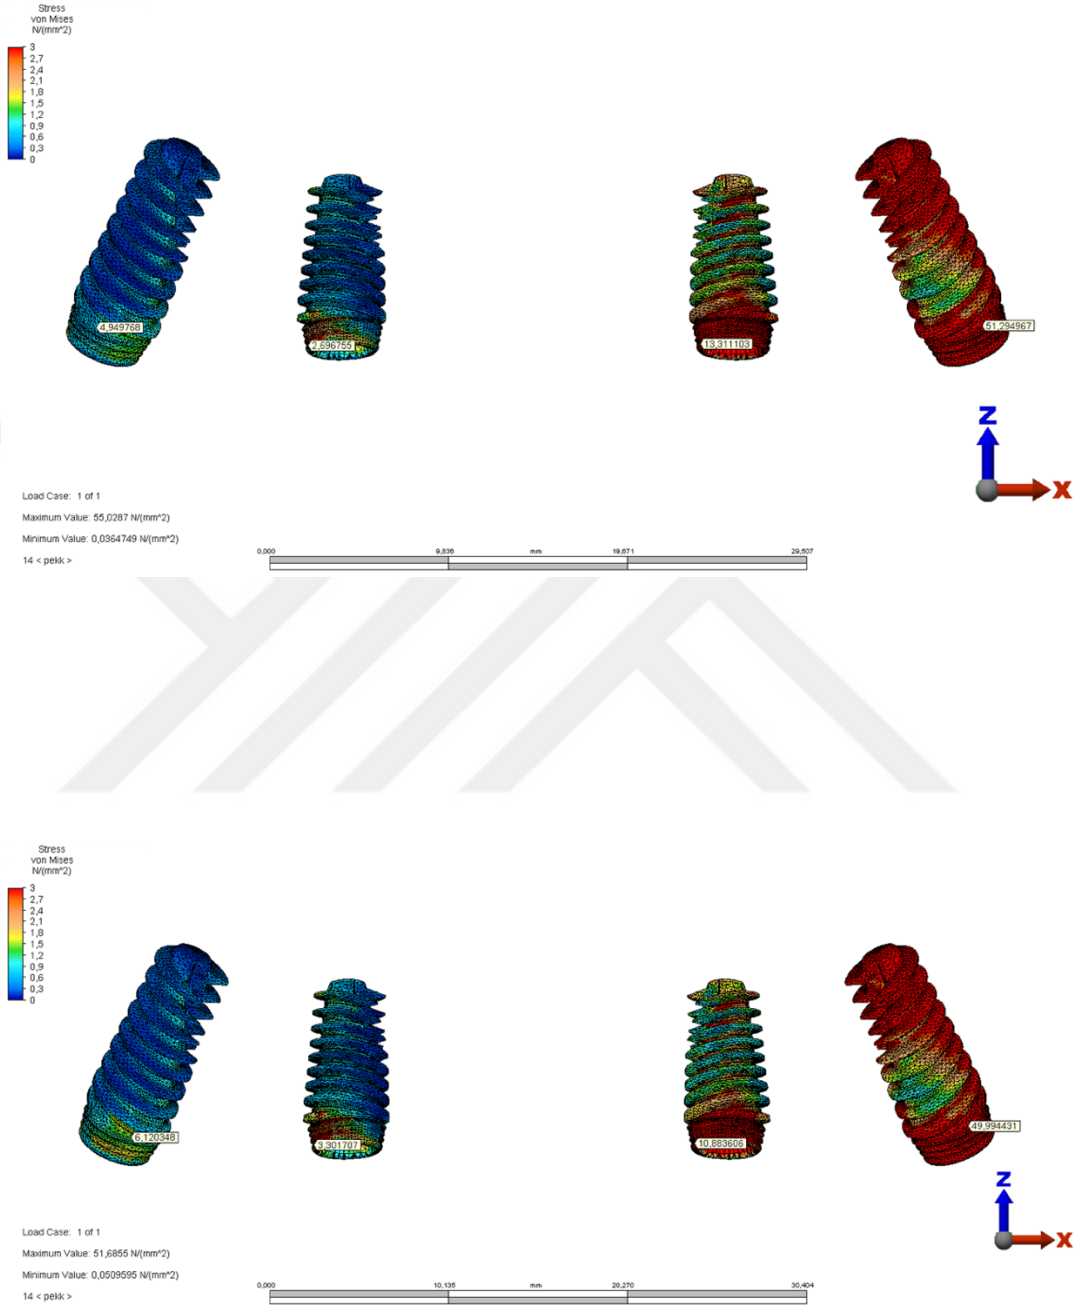 Stress
von Mises
N/(mm^2)
3
2,7
2,4
2,1
1,8
1,5
1,2
0,9
0,6
0,3
0
4,949768
2,696755
13,311103
51,294967
Z
X
Load Case: 1 of 1
Maximum Value: 55,0287 N/(mm^2)
Minimum Value: 0,0364749 N/(mm^2)
14 < pekk >
0,000 9,836 mm 19,671 29,507
Stress
von Mises
N/(mm^2)
3
2,7
2,4
2,1
1,8
1,5
1,2
0,9
0,6
0,3
0
6,120348
3,301707
10,883606
49,994431
Z
X
Load Case: 1 of 1
Maximum Value: 51,6855 N/(mm^2)
Minimum Value: 0,0509595 N/(mm^2)
14 < pekk >
0,000 10,135 mm 20,270 30,404